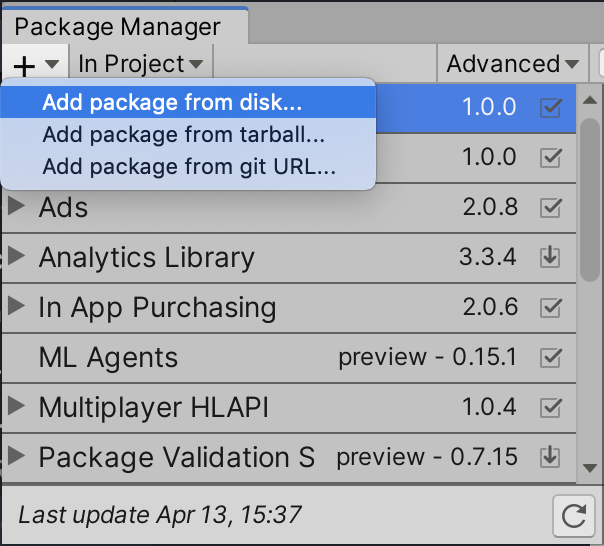 Package Manager
+ In Project Advanced
Add package from disk... 1.0.0
Add package from tarball...
Add package from git URL... 1.0.0
Ads 2.0.8
Analytics Library 3.3.4
In App Purchasing 2.0.6
ML Agents preview - 0.15.1
Multiplayer HLAPI 1.0.4
Package Validation S preview - 0.7.15
Last update Apr 13, 15:37